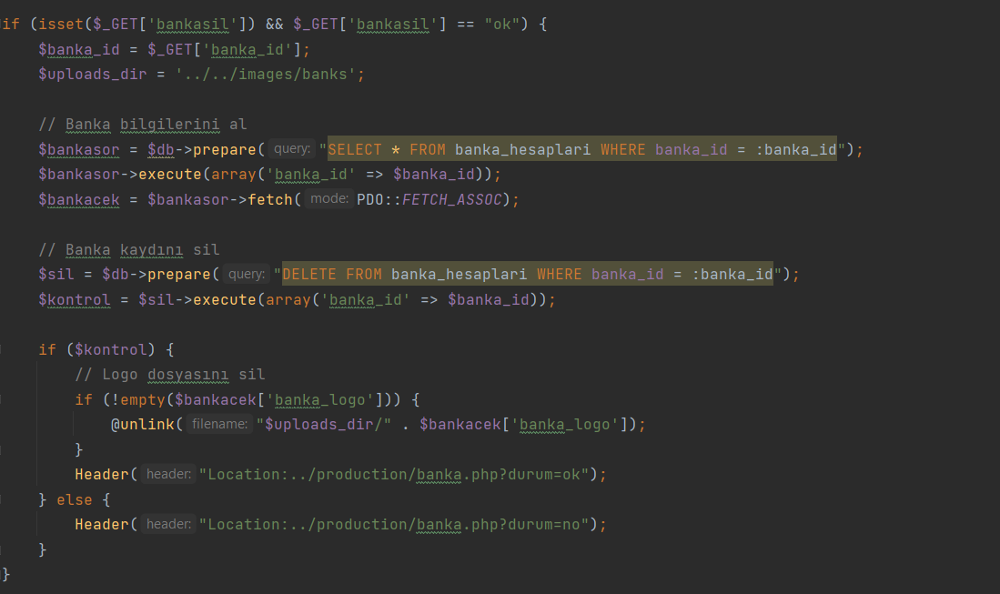 if (isset($_GET['bankasil']) && $_GET['bankasil'] == "ok") {
    $banka_id = $_GET['banka_id'];
    $uploads_dir = '../../images/banks';

    // Banka bilgilerini al
    $bankasor = $db->prepare( query: "SELECT * FROM banka_hesaplari WHERE banka_id = :banka_id");
    $bankasor->execute(array('banka_id' => $banka_id));
    $bankacek = $bankasor->fetch( mode: PDO::FETCH_ASSOC);

    // Banka kaydını sil
    $sil = $db->prepare( query: "DELETE FROM banka_hesaplari WHERE banka_id = :banka_id");
    $kontrol = $sil->execute(array('banka_id' => $banka_id));

    if ($kontrol) {
        // Logo dosyasını sil
        if (!empty($bankacek['banka_logo'])) {
            @unlink( filename: "$uploads_dir/" . $bankacek['banka_logo']);
        }
        Header( header: "Location:../production/banka.php?durum=ok");
    } else {
        Header( header: "Location:../production/banka.php?durum=no");
    }
}